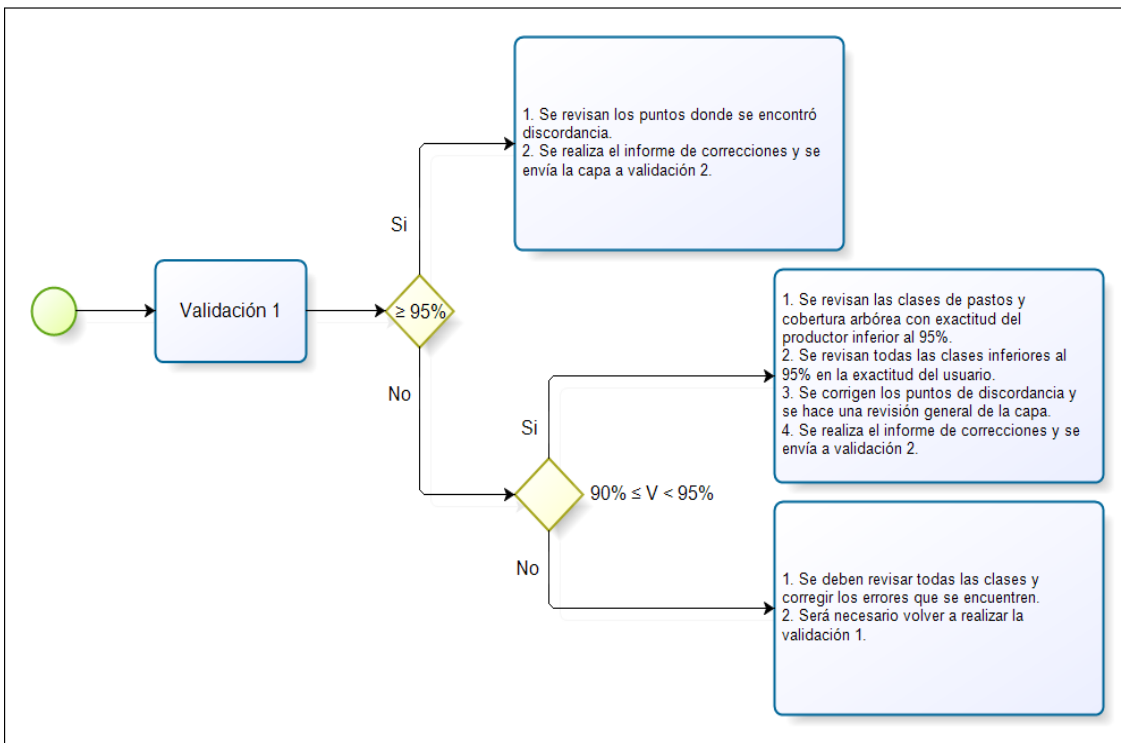 1. Se revisan los puntos donde se encontró
discordancia.
2. Se realiza el informe de correcciones y se
envía la capa a validación 2.
Si
Validación 1
≥ 95%
No
1. Se revisan las clases de pastos y
cobertura arbórea con exactitud del
productor inferior al 95%.
2. Se revisan todas las clases inferiores al
95% en la exactitud del usuario.
3. Se corrigen los puntos de discordancia y
se hace una revisión general de la capa.
4. Se realiza el informe de correcciones y se
envía a validación 2.
Si
90% ≤ V < 95%
No
1. Se deben revisar todas las clases y
corregir los errores que se encuentren.
2. Será necesario volver a realizar la
validación 1.